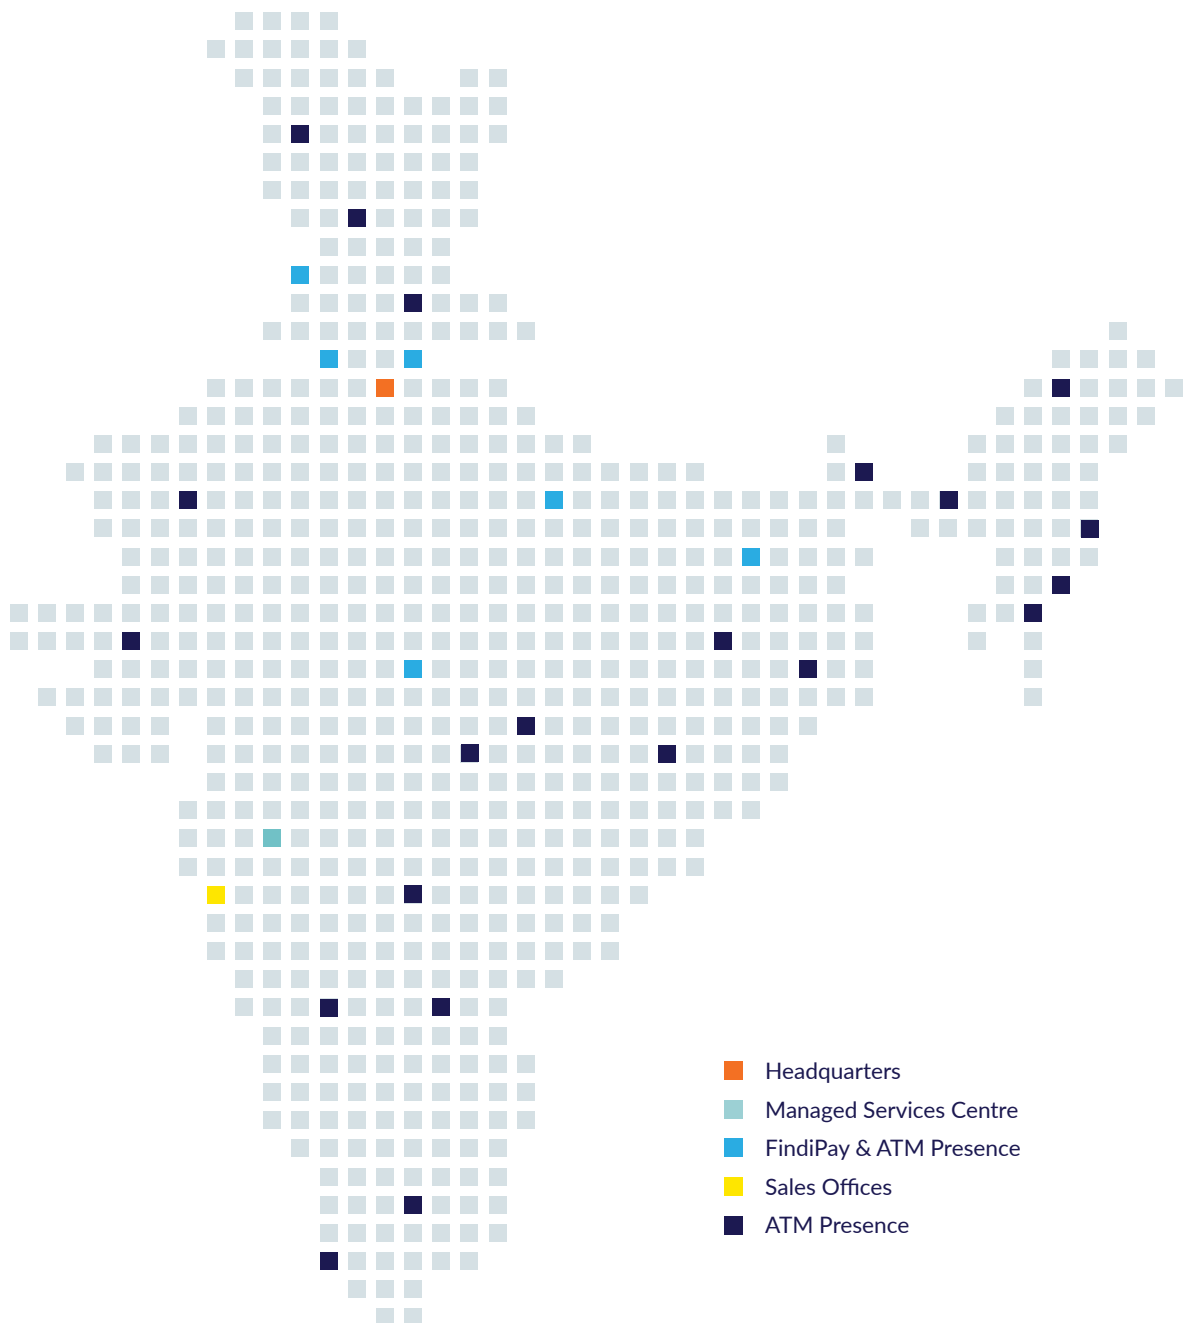 Headquarters
Managed Services Centre
FindiPay & ATM Presence
Sales Offices
ATM Presence